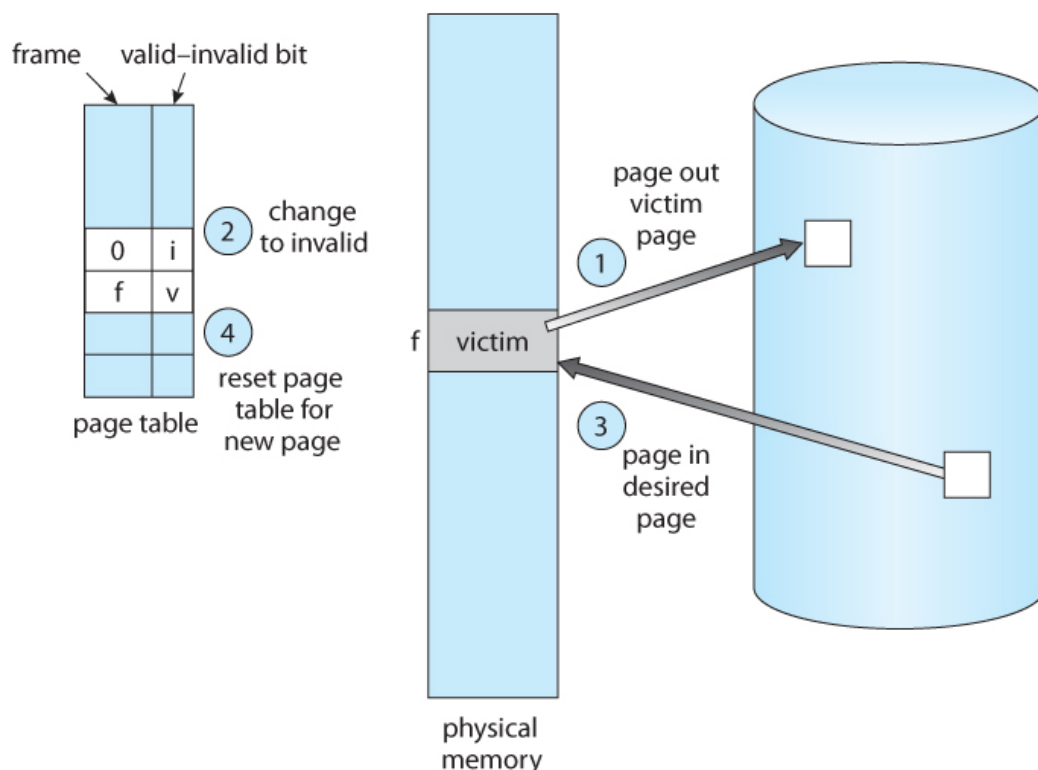 frame
valid–invalid bit
0 i
f v
page table
2
change
to invalid
4
reset page
table for
new page
f
victim
physical
memory
1
page out
victim
page
3
page in
desired
page